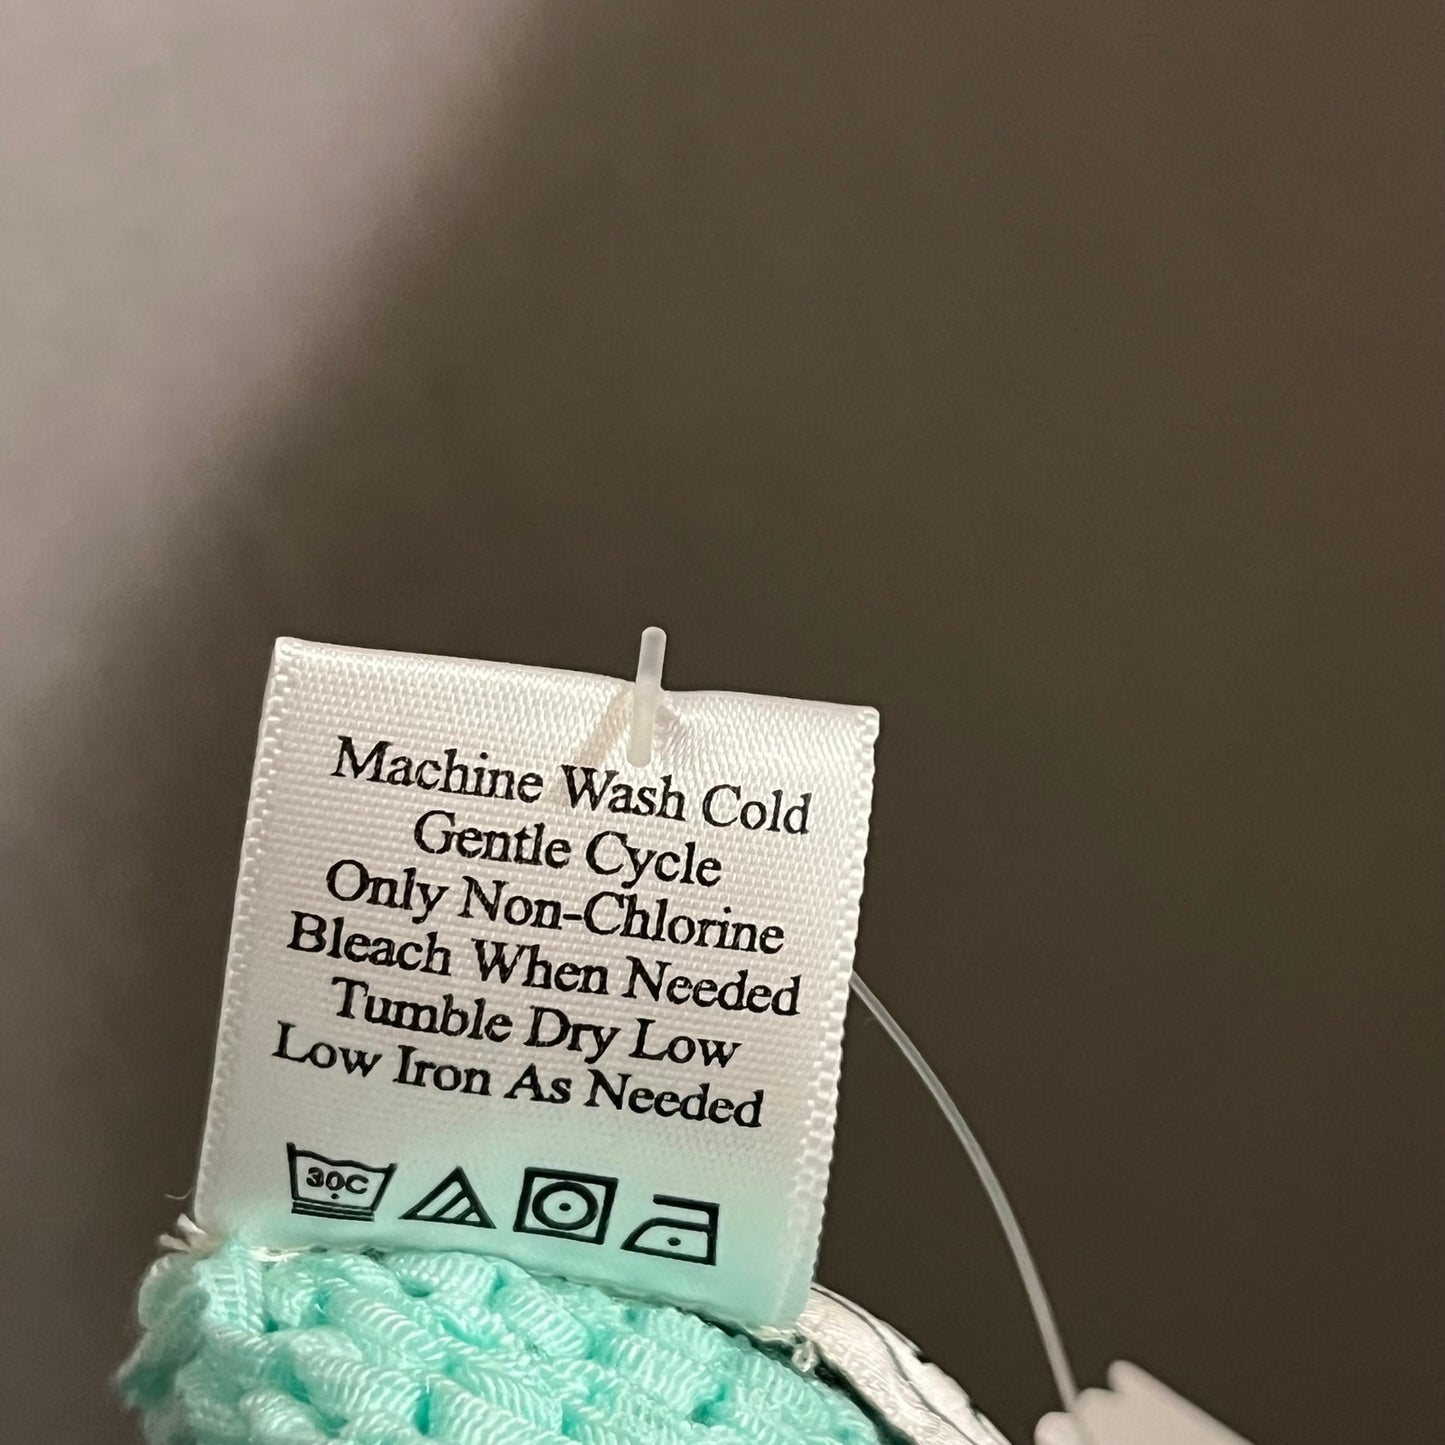 Machine Wash Cold
Gentle Cycle
Only Non-Chlorine
Bleach When Needed
Tumble Dry Low
Low Iron As Needed
30C